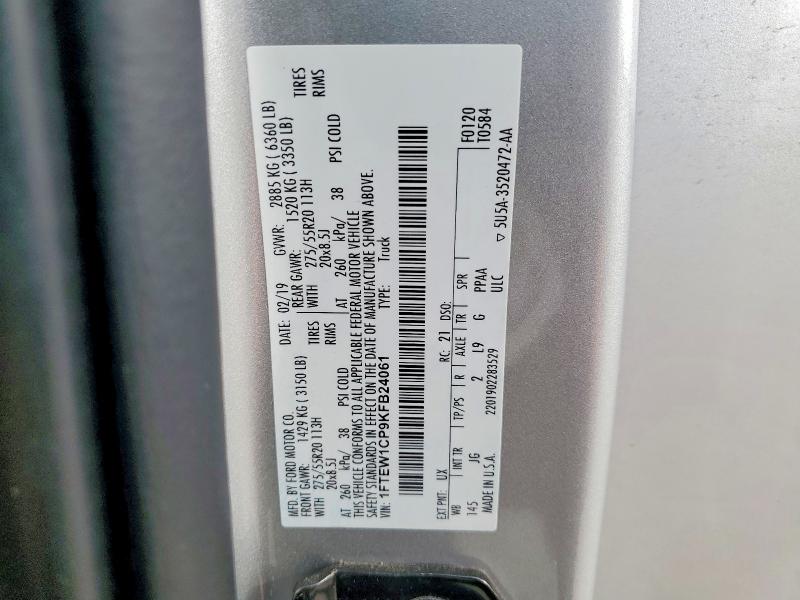 MFD. BY FORD MOTOR CO.
DATE: 02/19 GVWR: 2885 KG ( 6360 LB)
FRONT GAWR: 1429 KG ( 3150 LB) REAR GAWR: 1520 KG ( 3350 LB)
WITH 275/55R20 113H TIRES WITH 275/55R20 113H TIRES
20x8.5J RIMS 20x8.5J RIMS
AT 260 kPa/ 38 PSI COLD AT 260 kPa/ 38 PSI COLD
THIS VEHICLE CONFORMS TO ALL APPLICABLE FEDERAL MOTOR VEHICLE
SAFETY STANDARDS IN EFFECT ON THE DATE OF MANUFACTURE SHOWN ABOVE.
VIN: 1FTEW1CP9KFB24061 TYPE: Truck
F0120
T0584
EXT PNT: UX RC: 21 DSO:
WB INT TR TP/PS R AXLE TR SPR
145 JG 2 L9 G PPAA
ULC
MADE IN U.S.A. 2201902283529
▽ 5U5A-3520472-AA